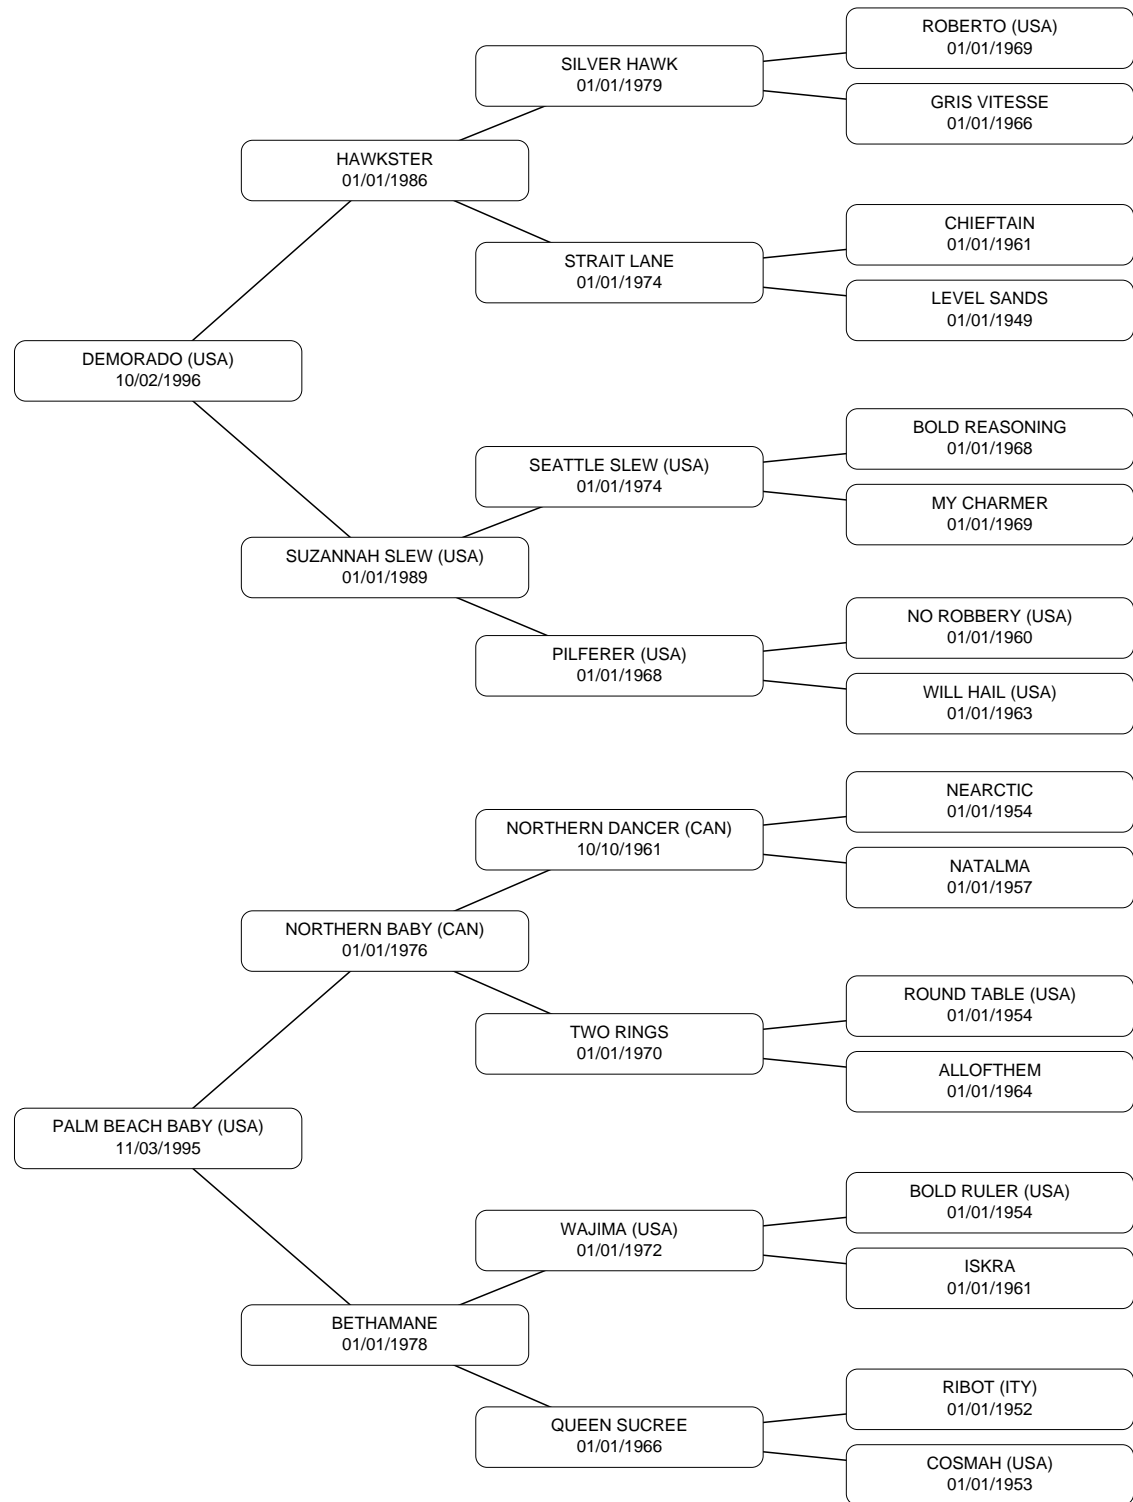 ROBERTO (USA)
01/01/1969
SILVER HAWK
01/01/1979
GRIS VITESSE
01/01/1966
HAWKSTER
01/01/1986
CHIEFTAIN
01/01/1961
STRAIT LANE
01/01/1974
LEVEL SANDS
01/01/1949
DEMORADO (USA)
10/02/1996
BOLD REASONING
01/01/1968
SEATTLE SLEW (USA)
01/01/1974
MY CHARMER
01/01/1969
SUZANNAH SLEW (USA)
01/01/1989
NO ROBBERY (USA)
01/01/1960
PILFERER (USA)
01/01/1968
WILL HAIL (USA)
01/01/1963
NEARCTIC
01/01/1954
NORTHERN DANCER (CAN)
10/10/1961
NATALMA
01/01/1957
NORTHERN BABY (CAN)
01/01/1976
ROUND TABLE (USA)
01/01/1954
TWO RINGS
01/01/1970
ALLOFTHEM
01/01/1964
PALM BEACH BABY (USA)
11/03/1995
BOLD RULER (USA)
01/01/1954
WAJIMA (USA)
01/01/1972
ISKRA
01/01/1961
BETHAMANE
01/01/1978
RIBOT (ITY)
01/01/1952
QUEEN SUCREE
01/01/1966
COSMAH (USA)
01/01/1953